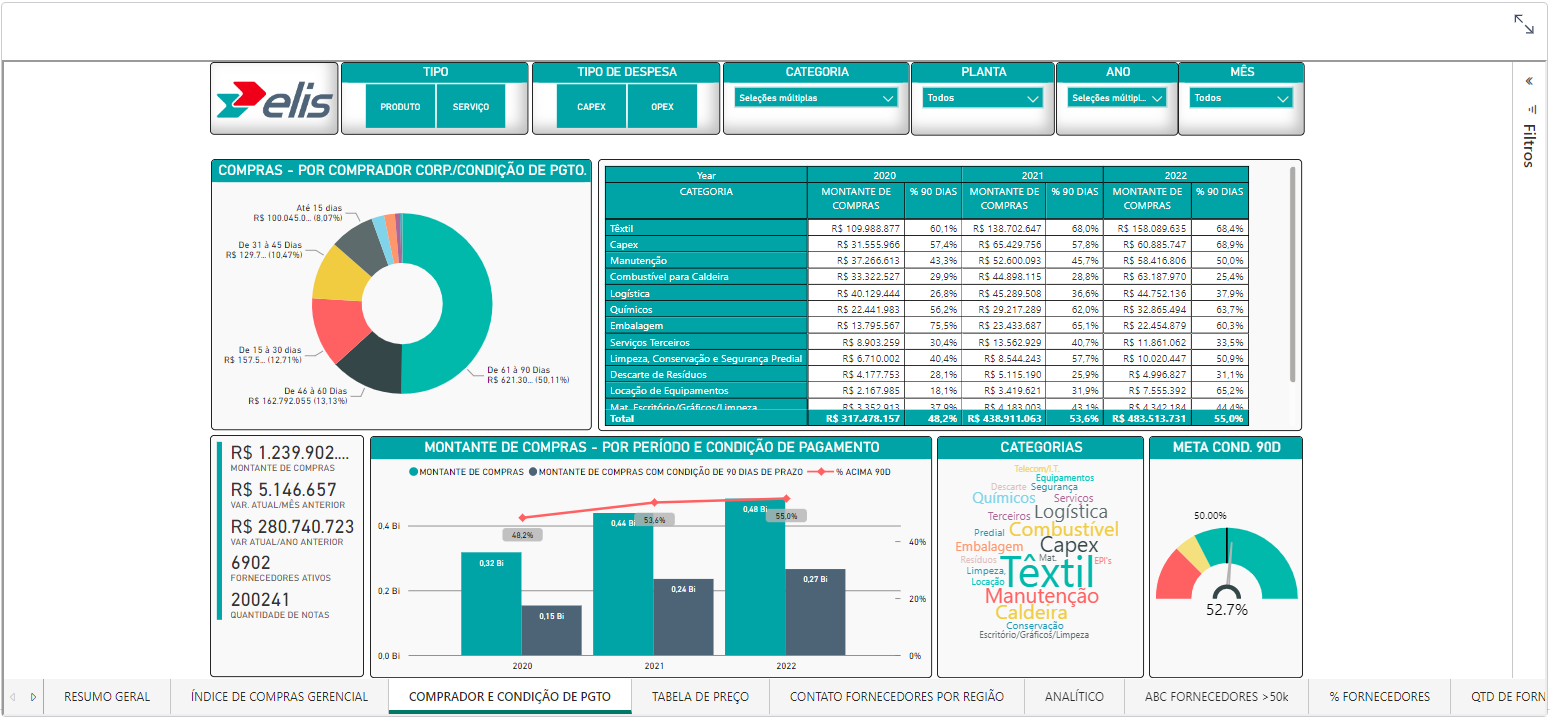 elis
TIPO
PRODUTO SERVIÇO
TIPO DE DESPESA
CAPEX OPEX
CATEGORIA
Seleções múltiplas
PLANTA
Todos
ANO
Seleções múltipl...
MÊS
Todos
Filtros
COMPRAS - POR COMPRADOR CORP./CONDIÇÃO DE PGTO.
Até 15 dias
R$ 100.045.0... (8,07%)
De 31 à 45 Dias
R$ 129.7... (10,47%)
De 15 à 30 dias
R$ 157.5... (12,71%)
De 46 à 60 Dias
R$ 162.792.055 (13,13%)
De 61 à 90 Dias
R$ 621.30... (50,11%)
Year 2020 2021 2022
CATEGORIA MONTANTE DE COMPRAS % 90 DIAS MONTANTE DE COMPRAS % 90 DIAS MONTANTE DE COMPRAS % 90 DIAS
Têxtil R$ 109.988.877 60,1% R$ 138.702.647 68,0% R$ 158.089.635 68,4%
Capex R$ 31.555.966 57,4% R$ 65.429.756 57,8% R$ 60.885.747 68,9%
Manutenção R$ 37.266.613 43,3% R$ 52.600.093 45,7% R$ 58.416.806 50,0%
Combustível para Caldeira R$ 33.322.527 29,9% R$ 44.898.115 28,8% R$ 63.187.970 25,4%
Logística R$ 40.129.444 26,8% R$ 45.289.508 36,6% R$ 44.752.136 37,9%
Químicos R$ 22.441.983 56,2% R$ 29.217.289 62,0% R$ 32.865.494 63,7%
Embalagem R$ 13.795.567 75,5% R$ 23.433.687 65,1% R$ 22.454.879 60,3%
Serviços Terceiros R$ 8.903.259 30,4% R$ 13.562.929 40,7% R$ 11.861.062 33,5%
Limpeza, Conservação e Segurança Predial R$ 6.710.002 40,4% R$ 8.544.243 57,7% R$ 10.020.447 50,9%
Descarte de Resíduos R$ 4.177.753 28,1% R$ 5.115.190 25,9% R$ 4.996.827 31,1%
Locação de Equipamentos R$ 2.167.985 18,1% R$ 3.419.621 31,9% R$ 7.555.392 65,2%
Mat. Escritório/Gráficos/Limpeza R$ 3.352.913 37,9% R$ 4.183.003 43,1% R$ 4.342.184 44,4%
Total R$ 317.478.157 48,2% R$ 438.911.063 53,6% R$ 483.513.731 55,0%
R$ 1.239.902....
MONTANTE DE COMPRAS
R$ 5.146.657
VAR. ATUAL/MÊS ANTERIOR
R$ 280.740.723
VAR ATUAL/ANO ANTERIOR
6902
FORNECEDORES ATIVOS
200241
QUANTIDADE DE NOTAS
MONTANTE DE COMPRAS - POR PERÍODO E CONDIÇÃO DE PAGAMENTO
MONTANTE DE COMPRAS MONTANTE DE COMPRAS COM CONDIÇÃO DE 90 DIAS DE PRAZO % ACIMA 90D
0,4 Bi
0,2 Bi
0,0 Bi
0,32 Bi
0,15 Bi
48,2%
0,44 Bi
0,24 Bi
53,6%
0,48 Bi
0,27 Bi
55,0%
40%
20%
0%
2020 2021 2022
CATEGORIAS
Telecom/I.T.
Equipamentos
Descarte Segurança
Químicos Serviços
Terceiros Logística
Predial Combustível
Embalagem Capex
Resíduos Mat. EPI's
Limpeza, Têxtil
Locação
Manutenção
Caldeira
Conservação
Escritório/Gráficos/Limpeza
META COND. 90D
50.00%
52.7%
RESUMO GERAL
ÍNDICE DE COMPRAS GERENCIAL
COMPRADOR E CONDIÇÃO DE PGTO
TABELA DE PREÇO
CONTATO FORNECEDORES POR REGIÃO
ANALÍTICO
ABC FORNECEDORES >50k
% FORNECEDORES
QTD DE FORN